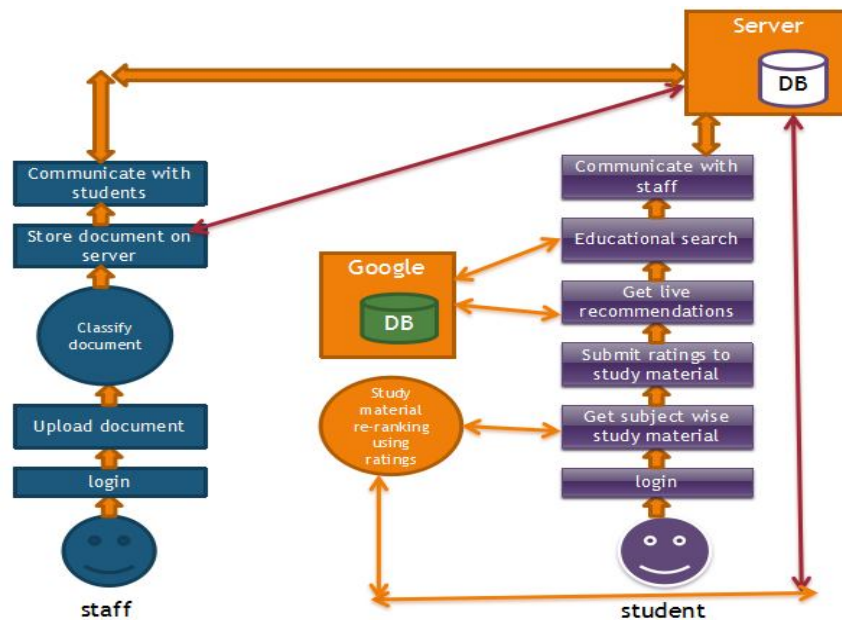 Server
DB
Communicate with
students
Store document on
server
Classify
document
Upload document
login
staff
Google
DB
Study
material
re-ranking
using
ratings
Communicate with
staff
Educational search
Get live
recommendations
Submit ratings to
study material
Get subject wise
study material
login
student